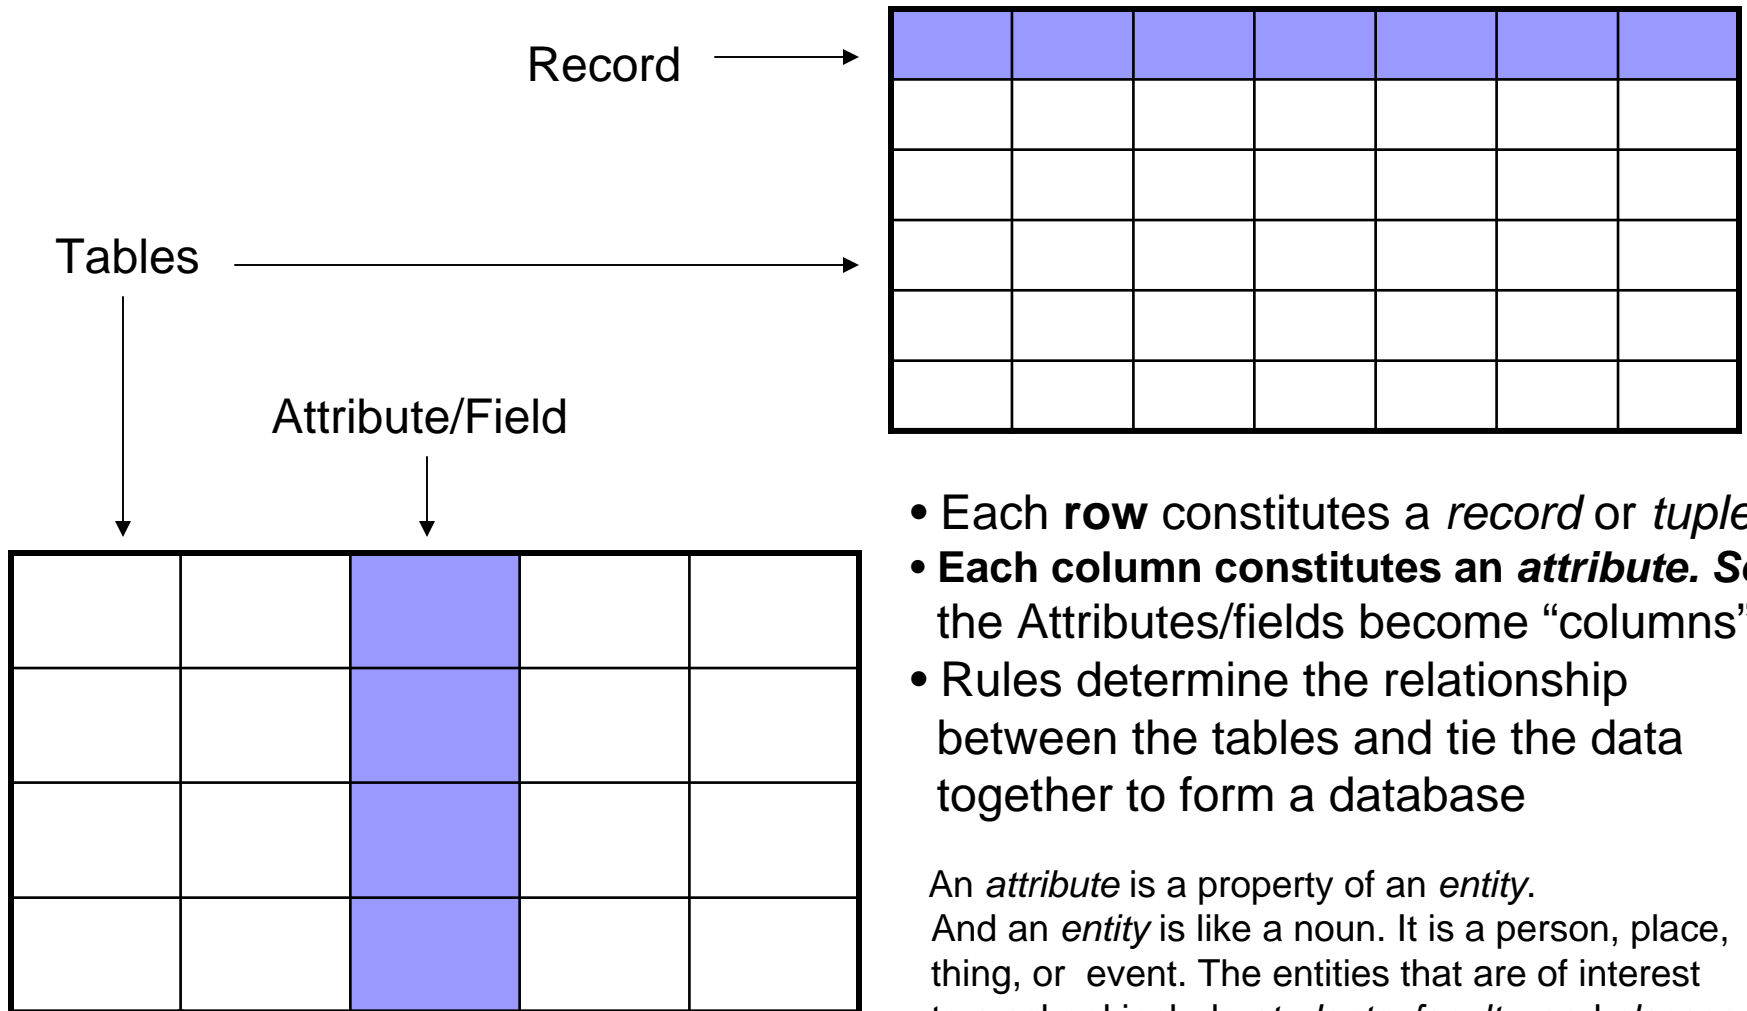 Record
Tables
Attribute/Field
• Each row constitutes a record or tuple
• Each column constitutes an attribute. So
the Attributes/fields become “columns”
• Rules determine the relationship
between the tables and tie the data
together to form a database
An attribute is a property of an entity.
And an entity is like a noun. It is a person, place,
thing, or event. The entities that are of interest